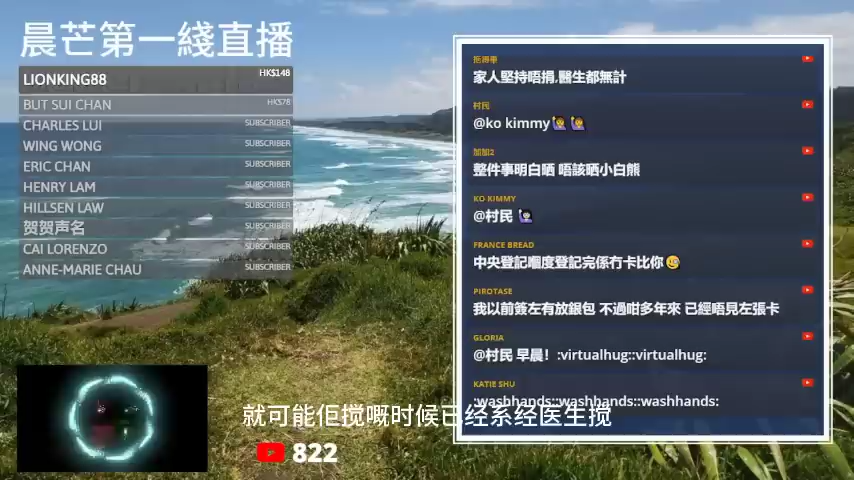 晨芒第一綫直播
LIONKING88 HK$148
BUT SUI CHAN HK$78
CHARLES LUI SUBSCRIBER
WING WONG SUBSCRIBER
ERIC CHAN SUBSCRIBER
HENRY LAM SUBSCRIBER
HILLSEN LAW SUBSCRIBER
贺贺声名 SUBSCRIBER
CAI LORENZO SUBSCRIBER
ANNE-MARIE CHAU SUBSCRIBER
家人堅持唔捐,醫生都無計
村民
@ko kimmy🙋 🙋
加加2
整件事明白晒 唔該晒小白熊
KO KIMMY
@村民 🙋🏻
FRANCE BREAD
中央登記嗰度登記完係冇卡比你
PIROTASE
我以前簽左有放銀包 不過咁多年來 已經唔見左張卡
GLORIA
@村民 早晨！:virtualhug::virtualhug:
KATIE SHU
:washhands::washhands::washhands:
就可能佢搅嘅时候已经系经医生搅
822